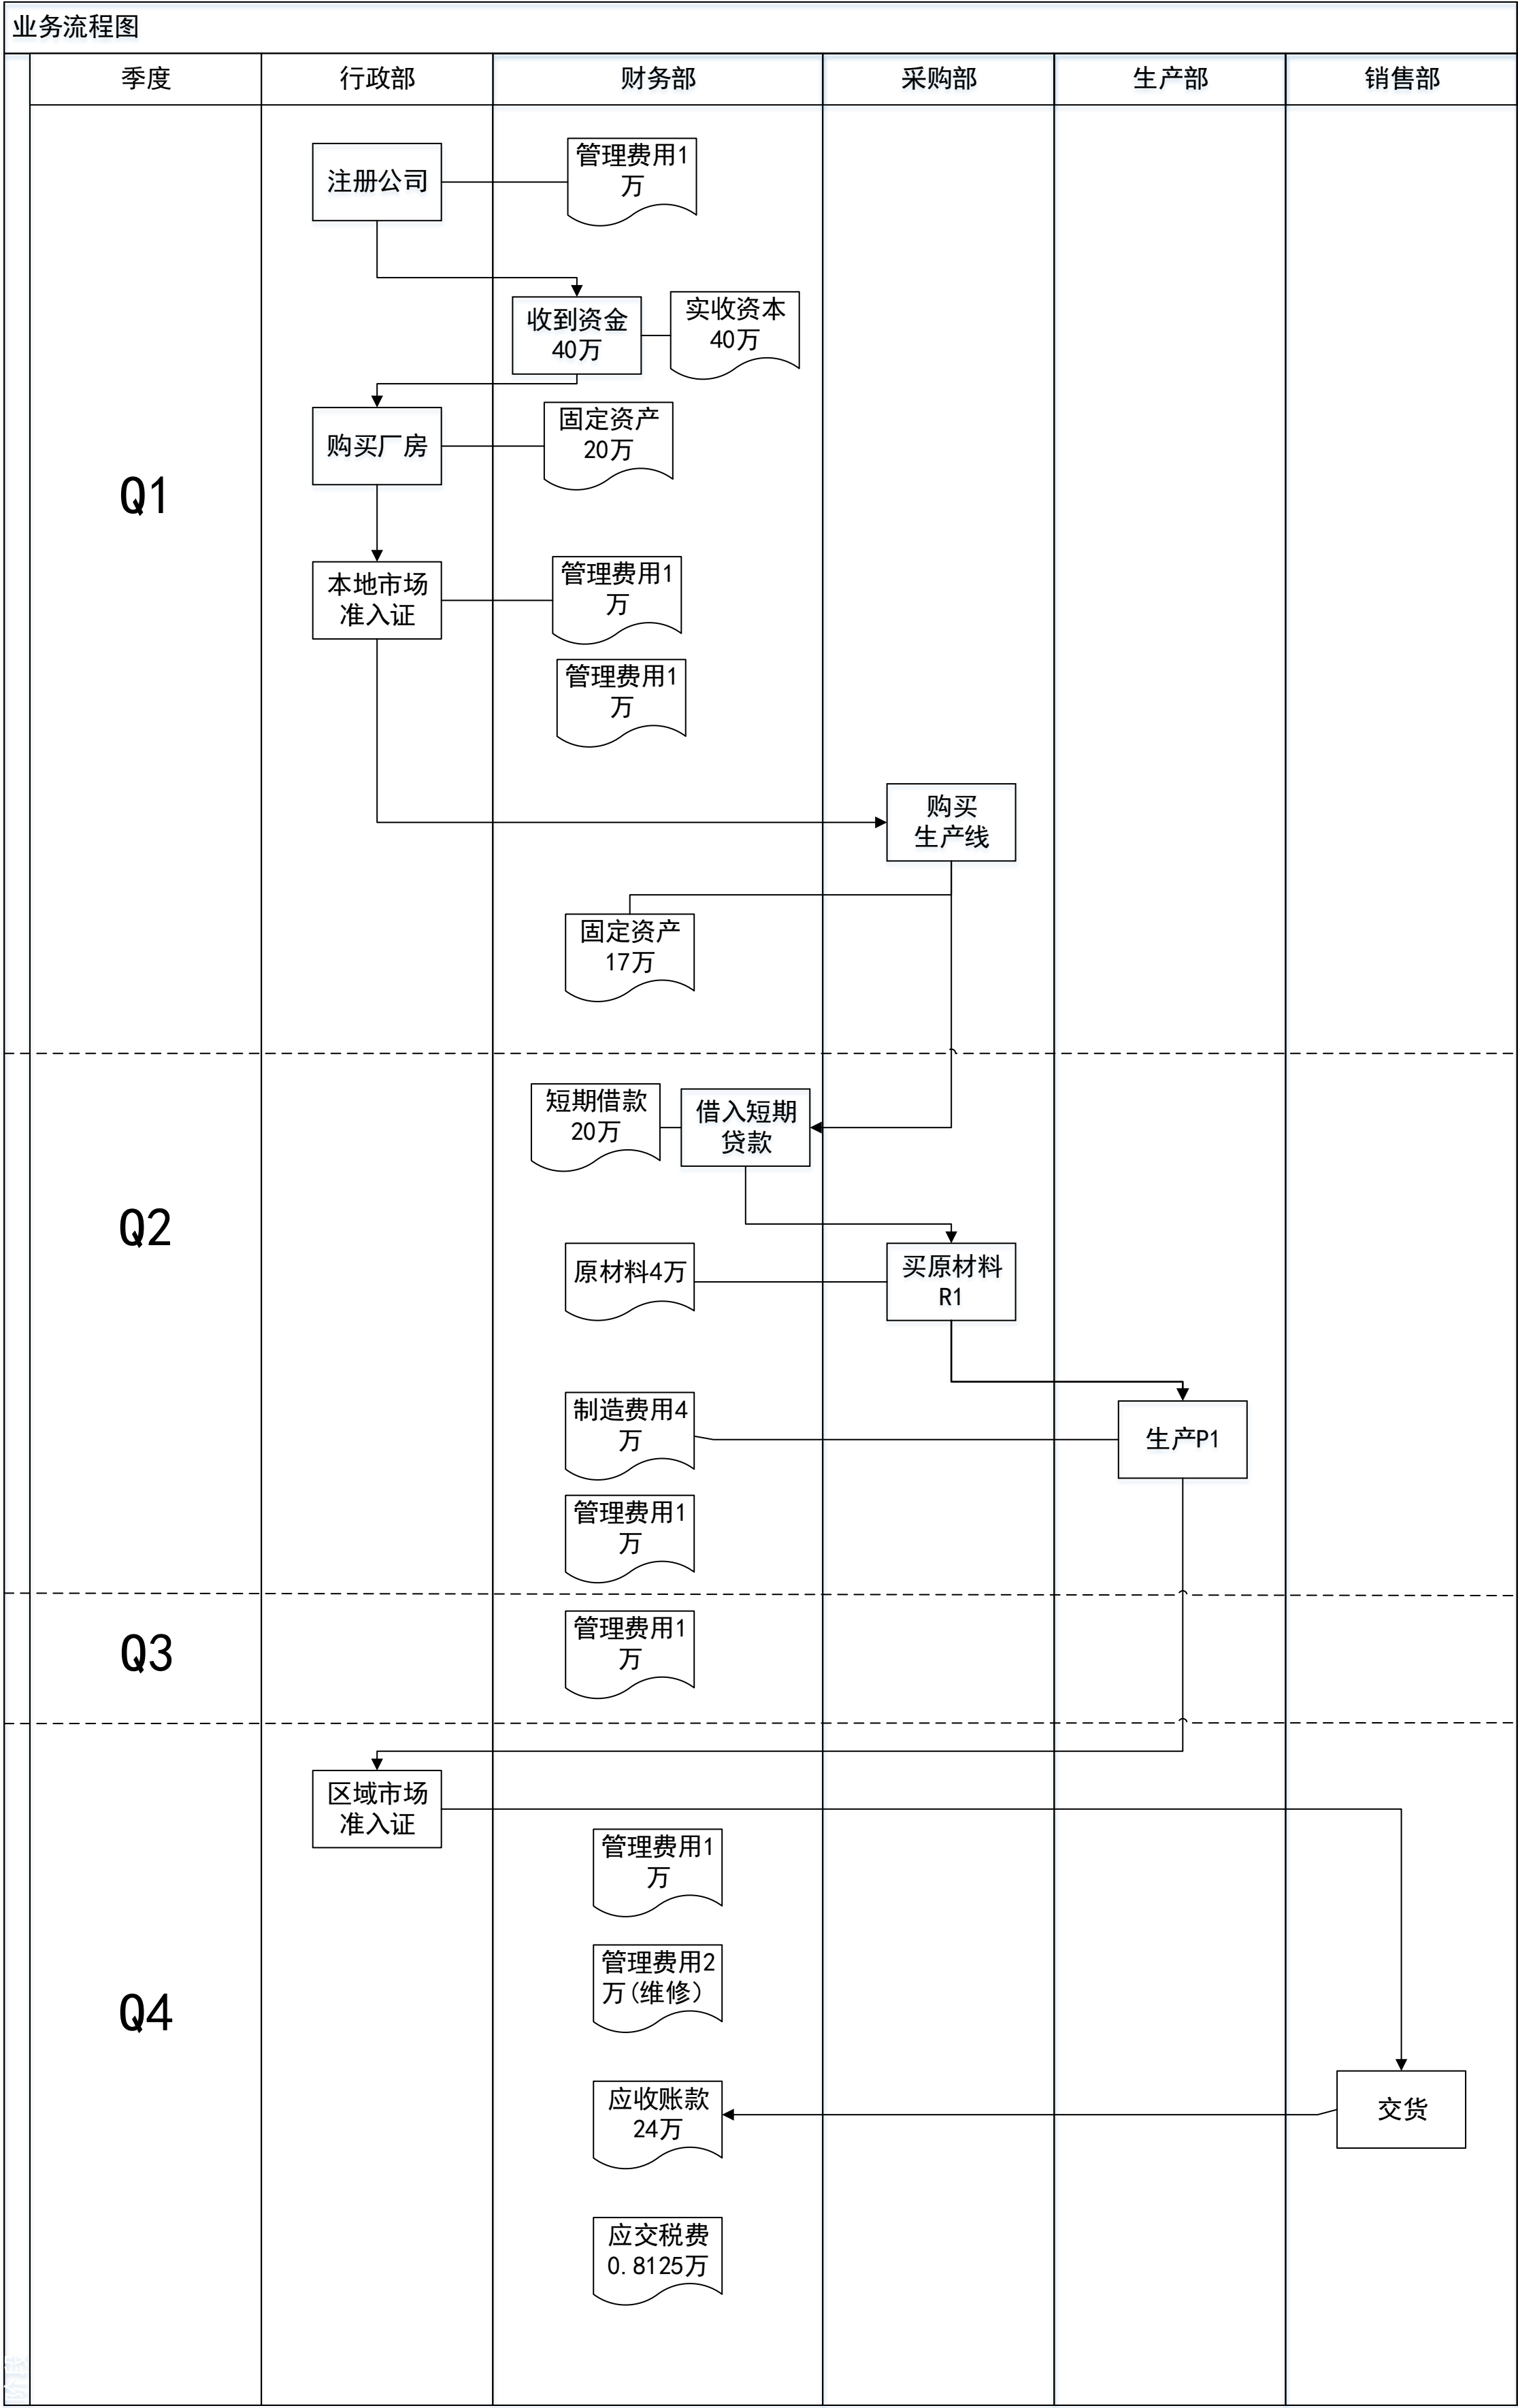 业务流程图
季度
行政部
财务部
采购部
生产部
销售部
Q1
注册公司
管理费用1
万
收到资金
40万
实收资本
40万
购买厂房
固定资产
20万
本地市场
准入证
管理费用1
万
管理费用1
万
购买
生产线
固定资产
17万
Q2
短期借款
20万
借入短期
贷款
原材料4万
买原材料
R1
制造费用4
万
生产P1
管理费用1
万
Q3
管理费用1
万
Q4
区域市场
准入证
管理费用1
万
管理费用2
万(维修）
应收账款
24万
交货
应交税费
0.8125万
阶段